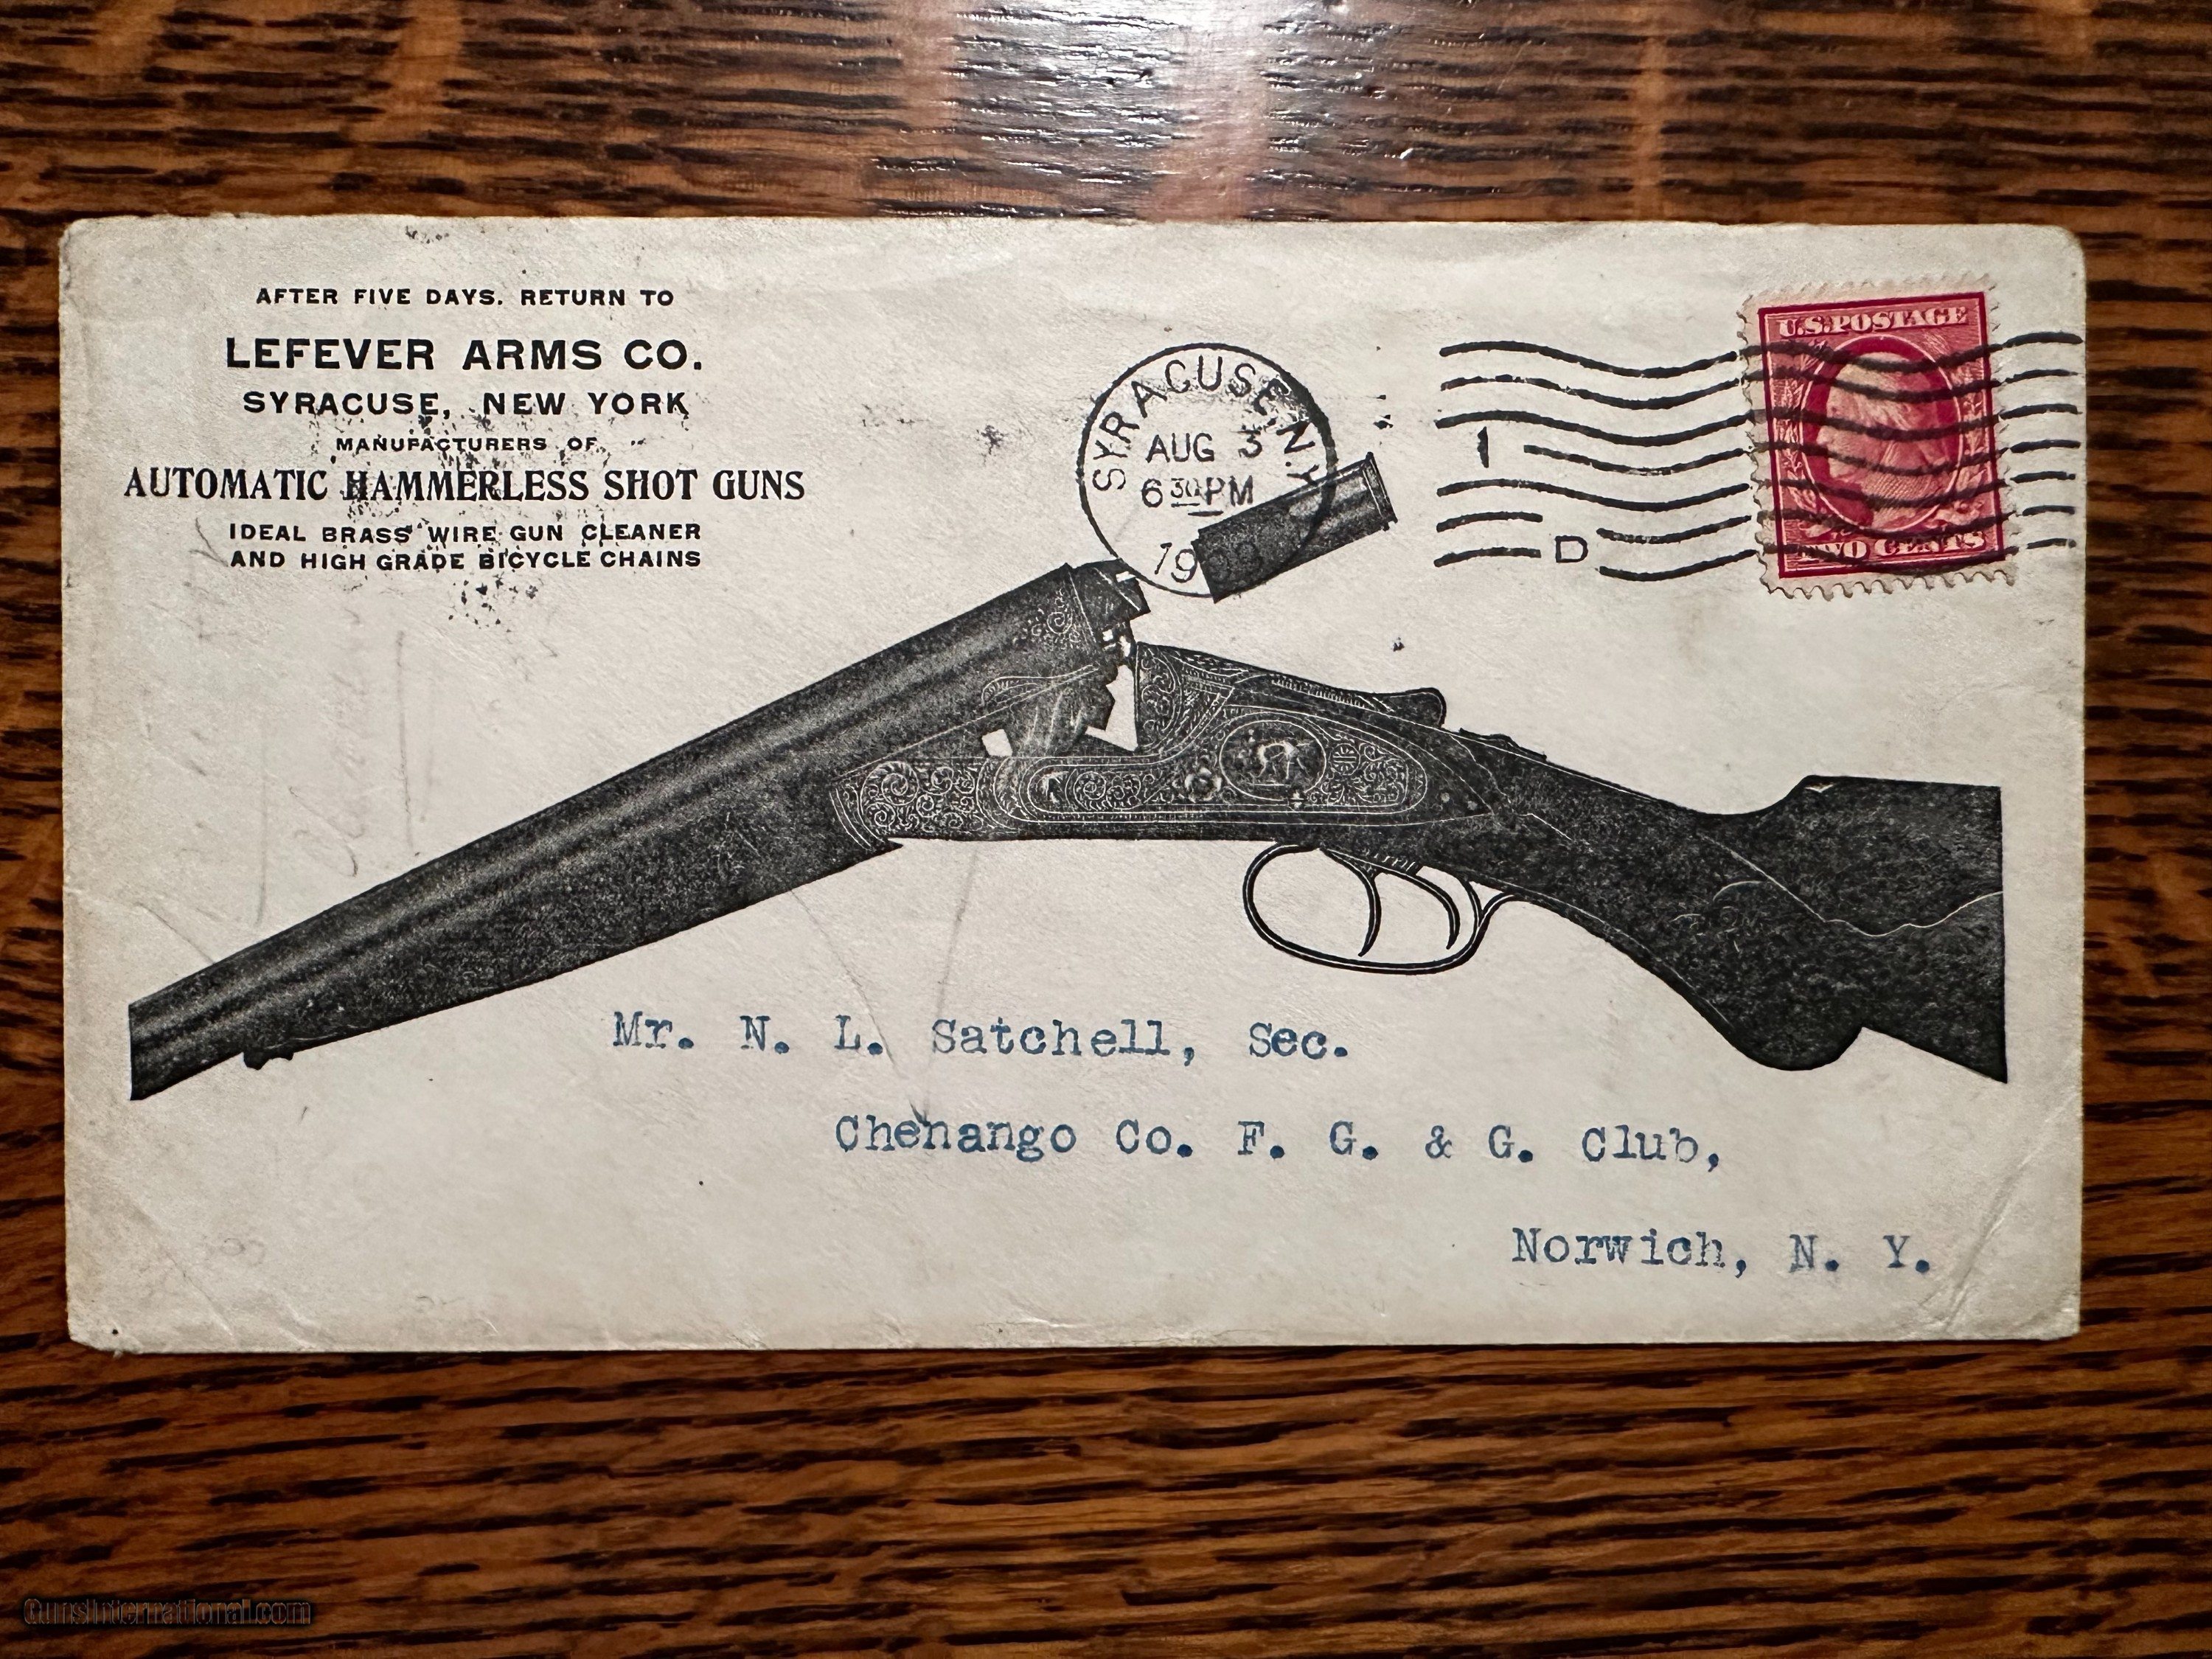 AFTER FIVE DAYS. RETURN TO
LEFEVER ARMS CO.
SYRACUSE, NEW YORK
MANUFACTURERS OF
AUTOMATIC HAMMERLESS SHOT GUNS
IDEAL BRASS WIRE GUN CLEANER
AND HIGH GRADE BICYCLE CHAINS
SYRACUSE, N.Y.
AUG 3
6 30 PM
1
D
U.S. POSTAGE
TWO CENTS
Mr. N. L. Satchell, Sec.
Chenango Co. F. G. & G. Club,
Norwich, N. Y.
GunsInternational.com